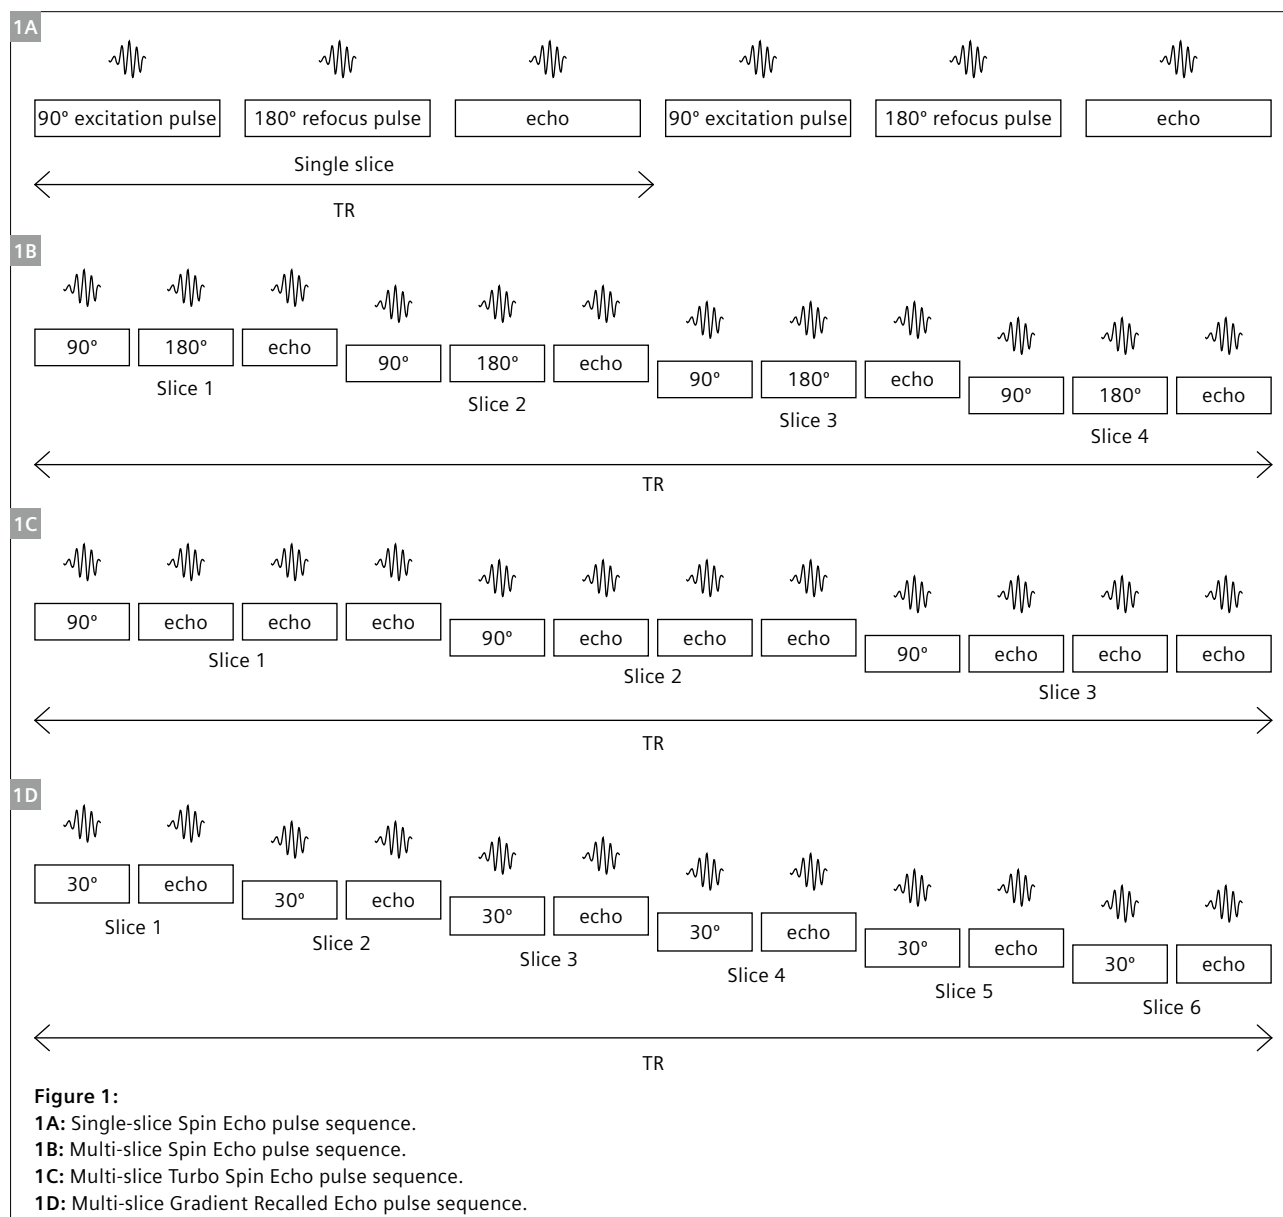 1A
90° excitation pulse 180° refocus pulse echo 90° excitation pulse 180° refocus pulse echo
Single slice
TR
1B
90° 180° echo 90° 180° echo 90° 180° echo 90° 180° echo
Slice 1 Slice 2 Slice 3 Slice 4
TR
1C
90° echo echo echo 90° echo echo echo 90° echo echo echo
Slice 1 Slice 2 Slice 3
TR
1D
30° echo 30° echo 30° echo 30° echo 30° echo 30° echo
Slice 1 Slice 2 Slice 3 Slice 4 Slice 5 Slice 6
TR
Figure 1:
1A: Single-slice Spin Echo pulse sequence.
1B: Multi-slice Spin Echo pulse sequence.
1C: Multi-slice Turbo Spin Echo pulse sequence.
1D: Multi-slice Gradient Recalled Echo pulse sequence.